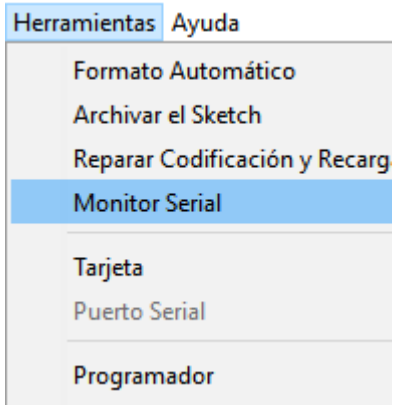 Herramientas Ayuda
Formato Automático
Archivar el Sketch
Reparar Codificación y Recarg
Monitor Serial
Tarjeta
Puerto Serial
Programador